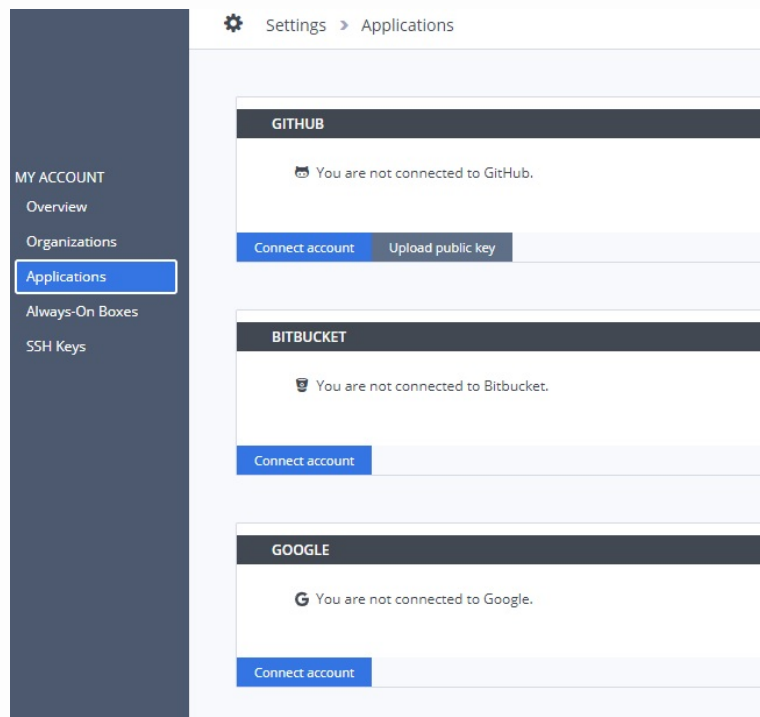 Settings > Applications
MY ACCOUNT
Overview
Organizations
Applications
Always-On Boxes
SSH Keys
GITHUB
You are not connected to GitHub.
Connect account
Upload public key
BITBUCKET
You are not connected to Bitbucket.
Connect account
GOOGLE
You are not connected to Google.
Connect account